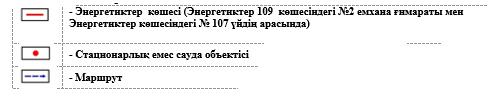 - Энергетиктер көшесі (Энергетиктер 109 көшесіндегі №2 емхана ғимараты мен
Энергетиктер көшесіндегі № 107 үйдің арасында)
- Стационарлық емес сауда объектісі
- Маршрут